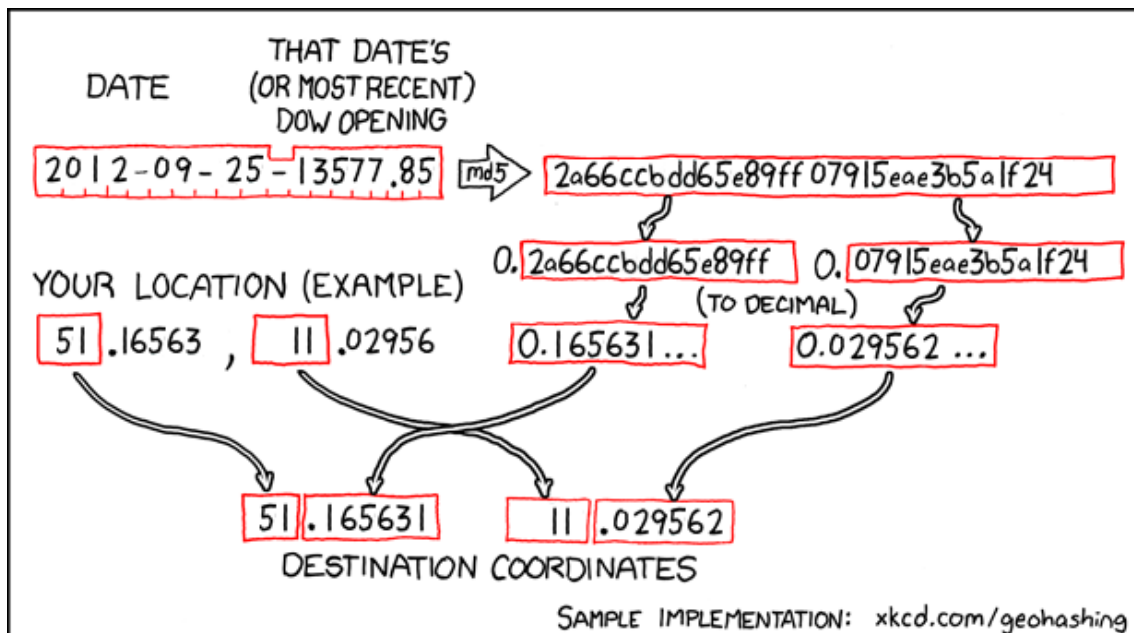 DATE
THAT DATE'S
(OR MOST RECENT)
DOW OPENING
2012-09-25-13577.85
md5
2a66ccbdd65e89ff07915eae3b5a1f24
0.2a66ccbdd65e89ff
0.07915eae3b5a1f24
(TO DECIMAL)
YOUR LOCATION (EXAMPLE)
51.16563, 11.02956
0.165631...
0.029562...
51.165631
11.029562
DESTINATION COORDINATES
SAMPLE IMPLEMENTATION: xkcd.com/geohashing